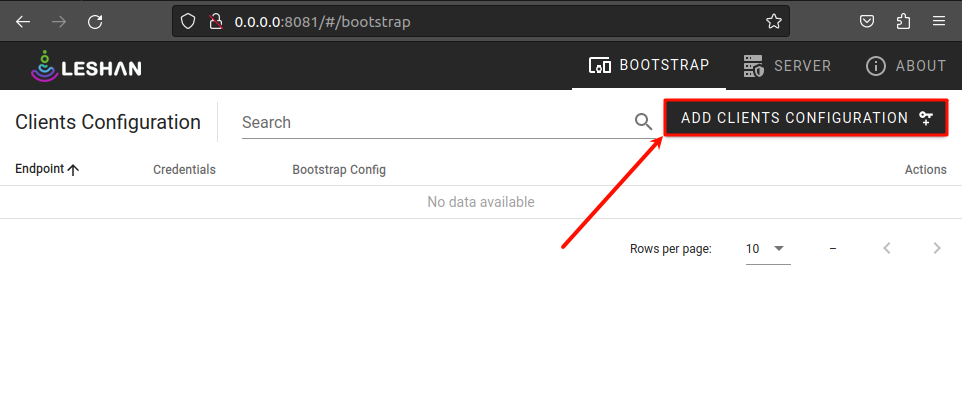 0.0.0.0:8081/#/bootstrap
LESHAN
BOOTSTRAP
SERVER
ABOUT
Clients Configuration
Search
ADD CLIENTS CONFIGURATION
Endpoint
Credentials
Bootstrap Config
Actions
No data available
Rows per page:
10
–